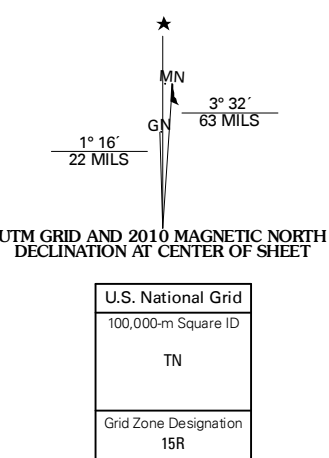 ★
MN
3° 32´
63 MILS
GN
1° 16´
22 MILS
UTM GRID AND 2010 MAGNETIC NORTH
DECLINATION AT CENTER OF SHEET
U.S. National Grid
100,000-m Square ID
TN
Grid Zone Designation
15R